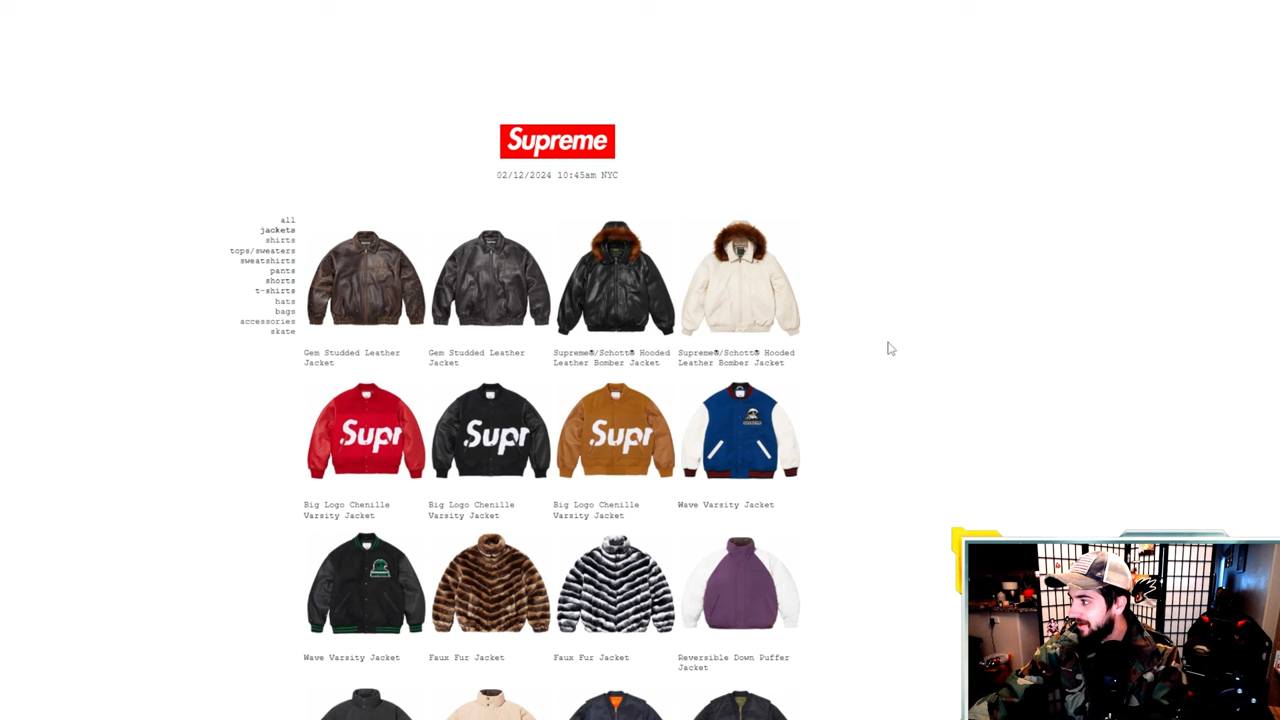 Supreme
02/12/2024 10:45am NYC
all
jackets
shirts
tops/sweaters
sweatshirts
pants
shorts
t-shirts
hats
bags
accessories
skate
Gem Studded Leather
Jacket
Gem Studded Leather
Jacket
Supreme®/Schott® Hooded
Leather Bomber Jacket
Supreme®/Schott® Hooded
Leather Bomber Jacket
Supr
Supr
Supr
Big Logo Chenille
Varsity Jacket
Big Logo Chenille
Varsity Jacket
Big Logo Chenille
Varsity Jacket
Wave Varsity Jacket
Wave Varsity Jacket
Faux Fur Jacket
Faux Fur Jacket
Reversible Down Puffer
Jacket